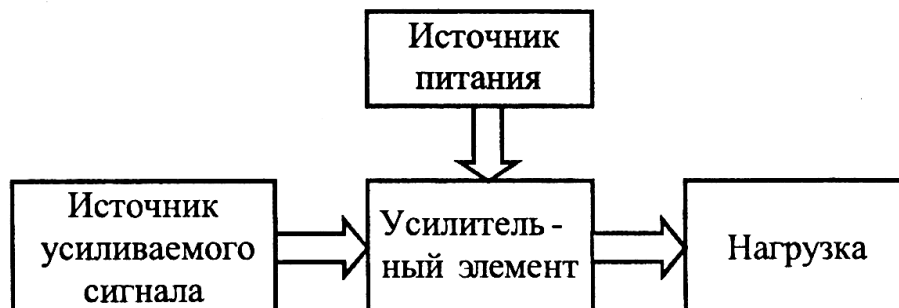 Источник
питания
Источник
усиливаемого
сигнала
Усилитель -
ный элемент
Нагрузка